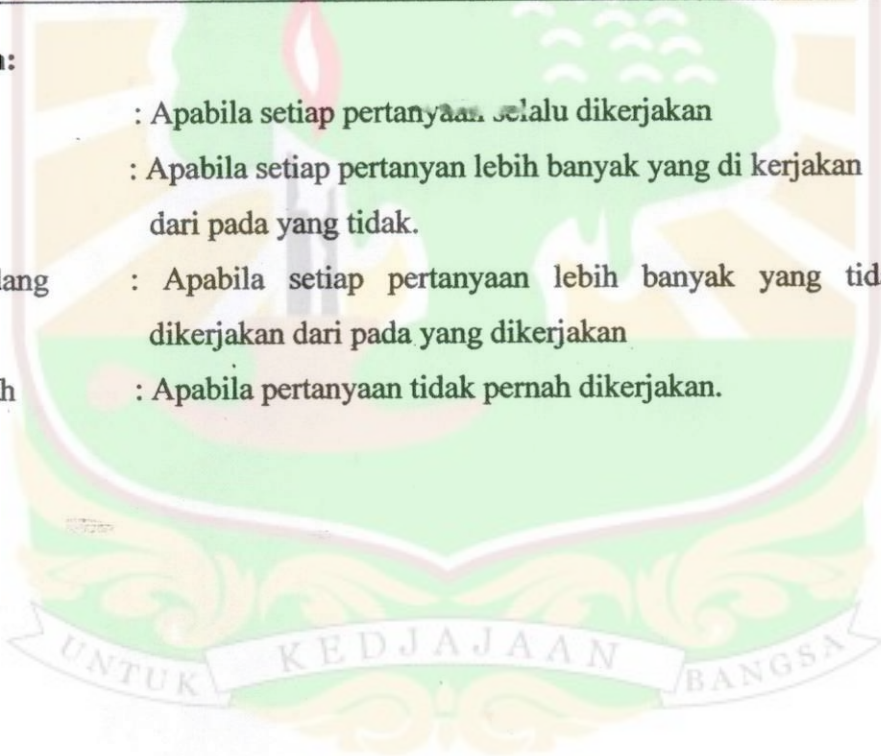 : Apabila setiap pertanyaan selalu dikerjakan
: Apabila setiap pertanyan lebih banyak yang di kerjakan
dari pada yang tidak.
lang : Apabila setiap pertanyaan lebih banyak yang tid
dikerjakan dari pada yang dikerjakan
h : Apabila pertanyaan tidak pernah dikerjakan.
UNTUK KEDJAJAAN BANGSA